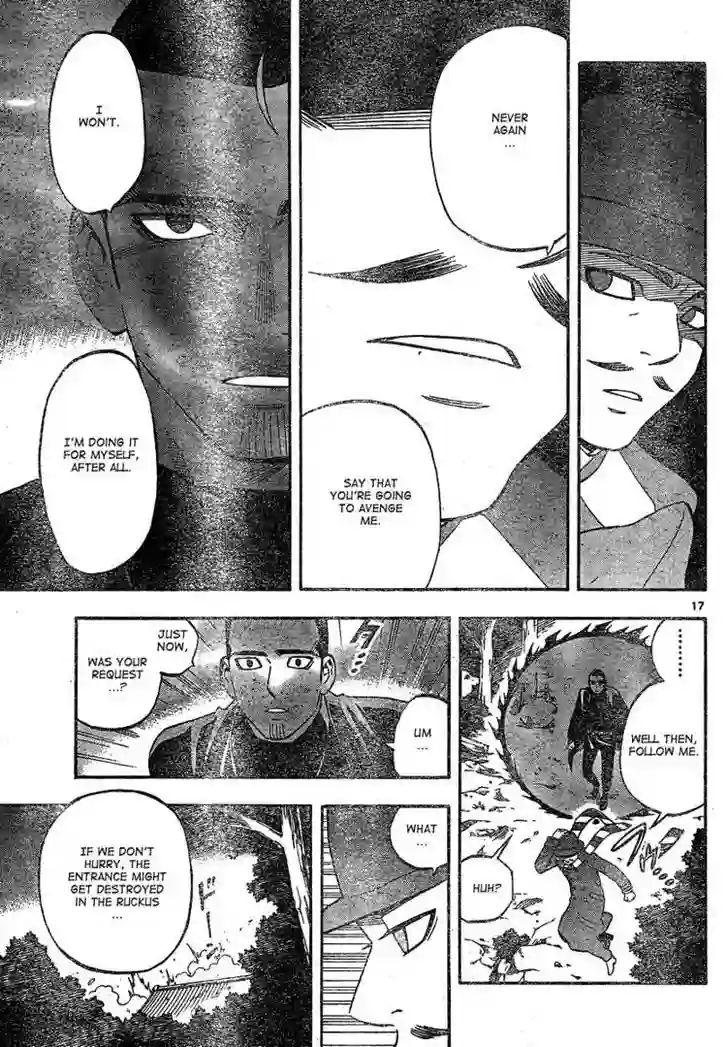 NEVER
AGAIN
...
SAY THAT
YOU'RE GOING
TO AVENGE
ME.
I
WON'T.
I'M DOING IT
FOR MYSELF,
AFTER ALL.
17
........
WELL THEN,
FOLLOW ME.
HUH?
UM
...
JUST
NOW,
WAS YOUR
REQUEST
...?
WHAT
...
IF WE DON'T
HURRY, THE
ENTRANCE MIGHT
GET DESTROYED
IN THE RUCKUS
...
ドー